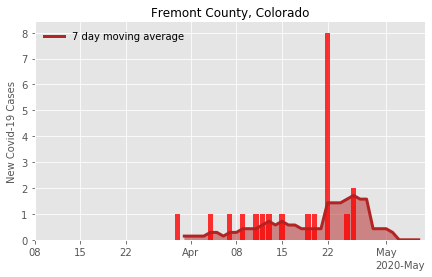 Fremont County, Colorado
7 day moving average
New Covid-19 Cases
8
7
6
5
4
3
2
1
0
08 15 22 Apr 08 15 22 May
2020-May